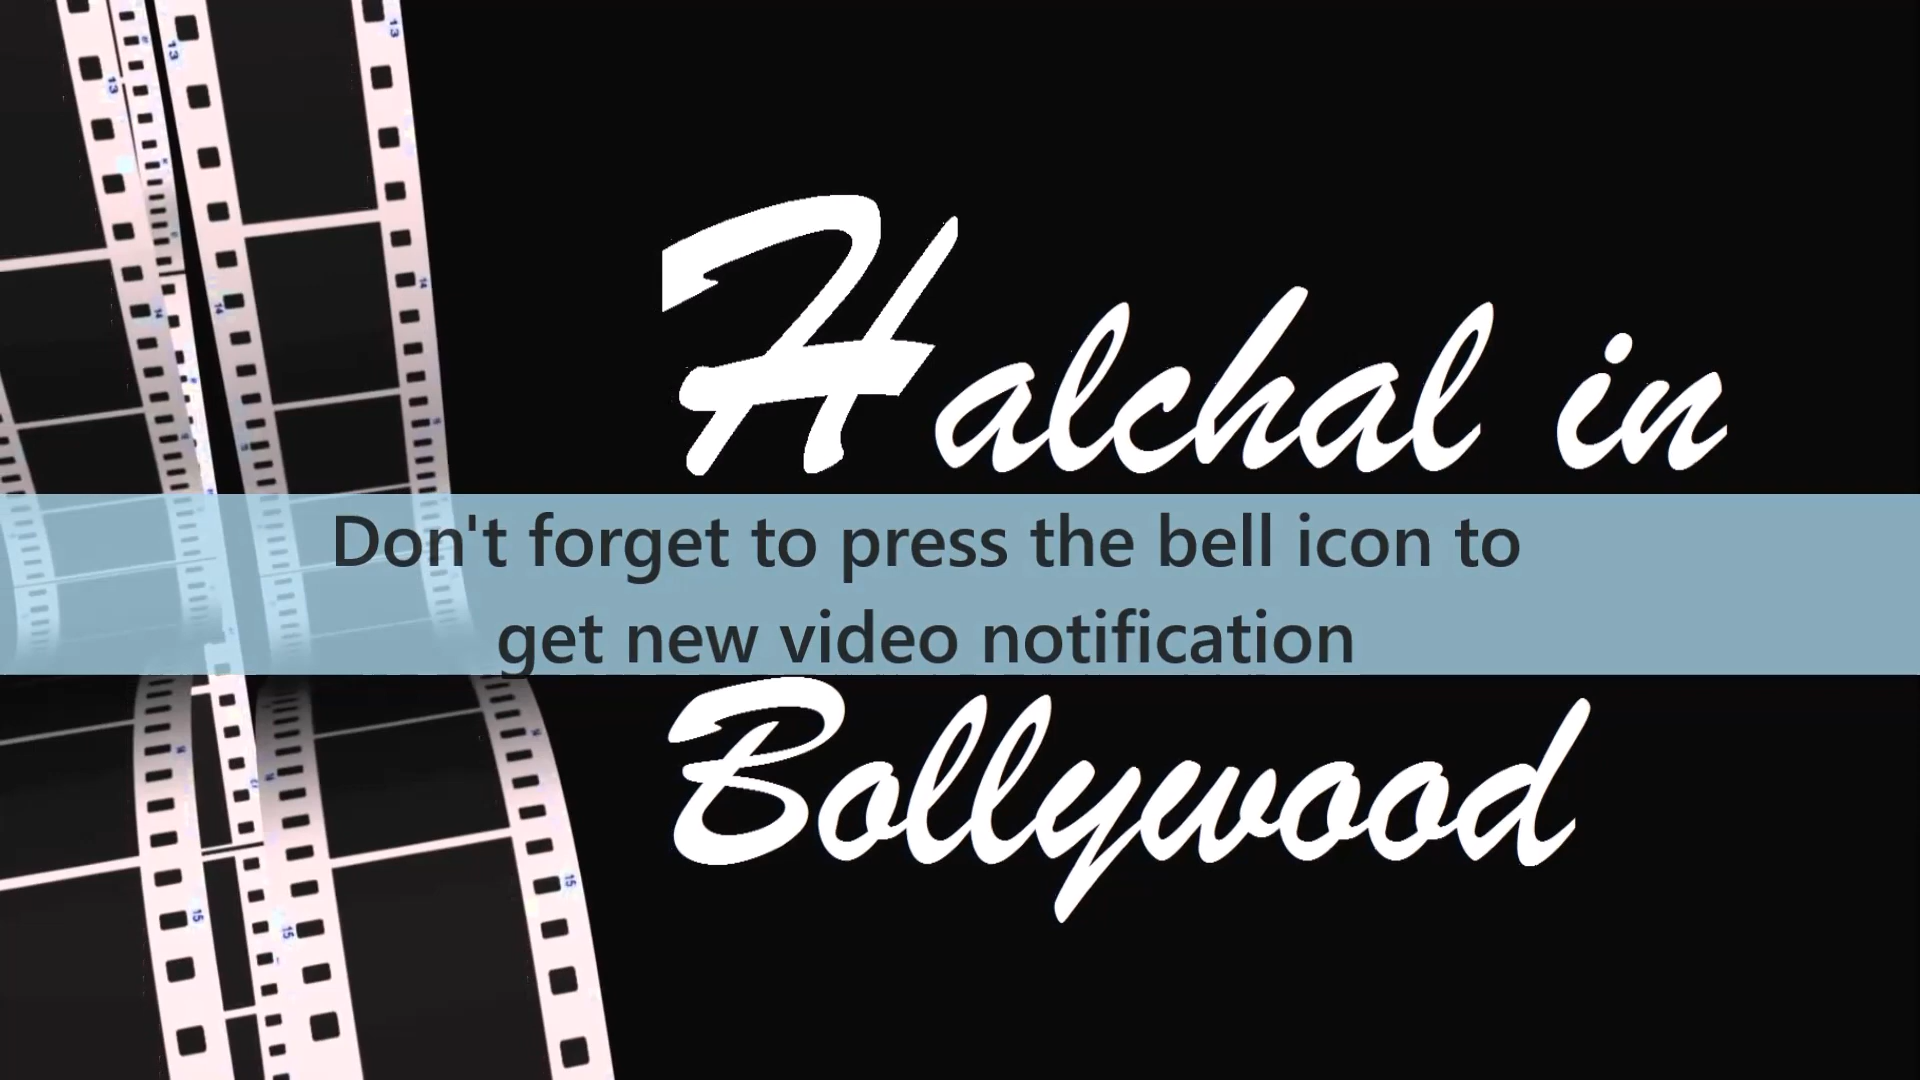 Halchal in
Don't forget to press the bell icon to
get new video notification
Bollywood